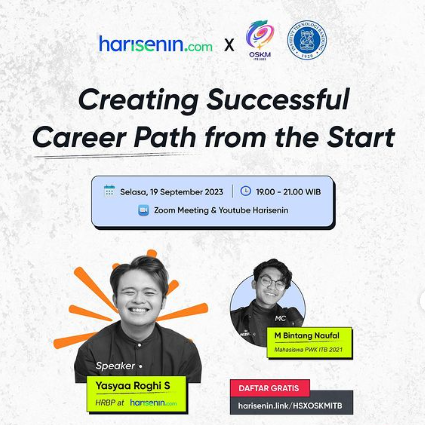 harisenin.com X OSKM
Creating Successful
Career Path from the Start
Selasa, 19 September 2023 19.00 - 21.00 WIB
Zoom Meeting & Youtube Harisenin
Speaker •
Yasyaa Roghi S
HRBP at harisenin.com
MC
M Bintang Naufal
Mahasiswa PWK ITB 2021
DAFTAR GRATIS
harisenin.link/HSXOSKMITB